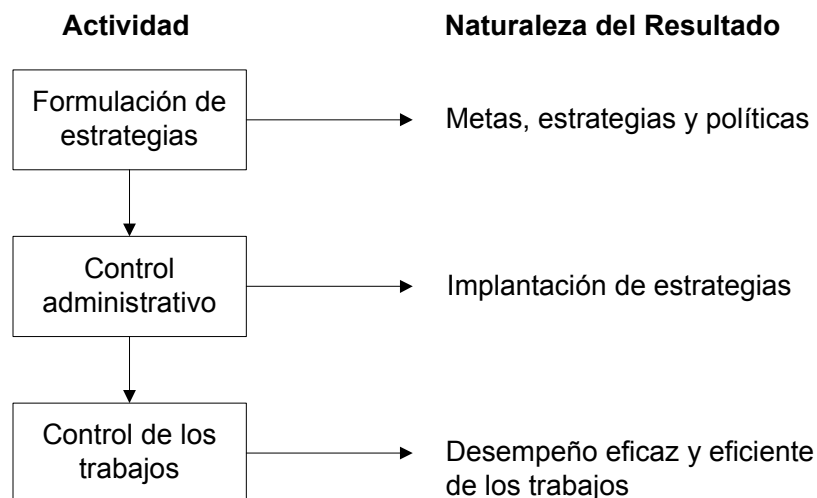 Actividad
Naturaleza del Resultado
Formulación de
estrategias
Metas, estrategias y políticas
Control
administrativo
Implantación de estrategias
Control de los
trabajos
Desempeño eficaz y eficiente
de los trabajos